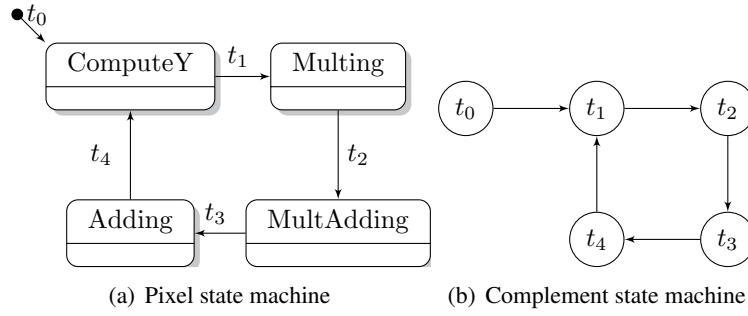 t₀
ComputeY t₁ Multing
t₀ t₁ t₂
t₄ t₂
Adding t₃ MultAdding
t₄ t₃
(a) Pixel state machine (b) Complement state machine